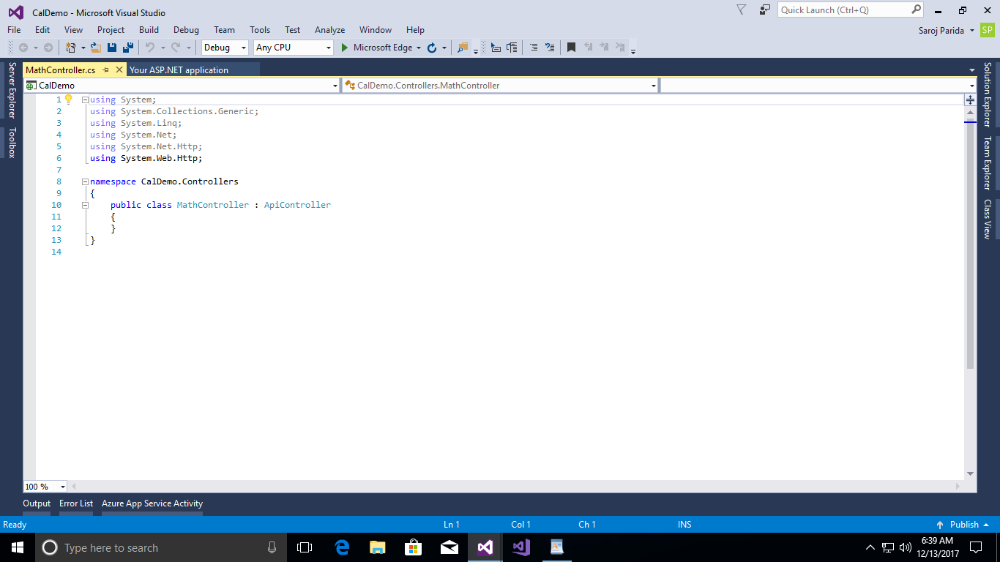 CalDemo - Microsoft Visual Studio
Quick Launch (Ctrl+Q)
File Edit View Project Build Debug Team Tools Test Analyze Window Help
Saroj Parida SP
Debug Any CPU Microsoft Edge
MathController.cs Your ASP.NET application
CalDemo CalDemo.Controllers.MathController
Server Explorer
Toolbox
Solution Explorer
Team Explorer
Class View
1 using System;
2 using System.Collections.Generic;
3 using System.Linq;
4 using System.Net;
5 using System.Net.Http;
6 using System.Web.Http;
7
8 namespace CalDemo.Controllers
9 {
10 public class MathController : ApiController
11 {
12 }
13 }
14
100 %
Output Error List Azure App Service Activity
Ready Ln 1 Col 1 Ch 1 INS Publish
Type here to search
6:39 AM
12/13/2017